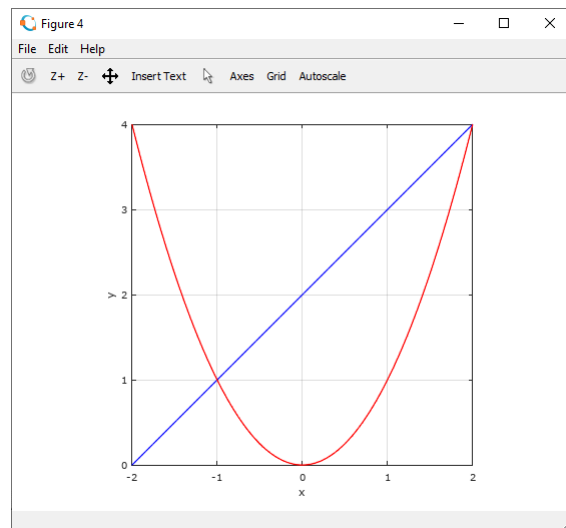 Figure 4
File Edit Help
Z+ Z- Insert Text Axes Grid Autoscale
4
3
2
1
0
y
-2 -1 0 1 2
x